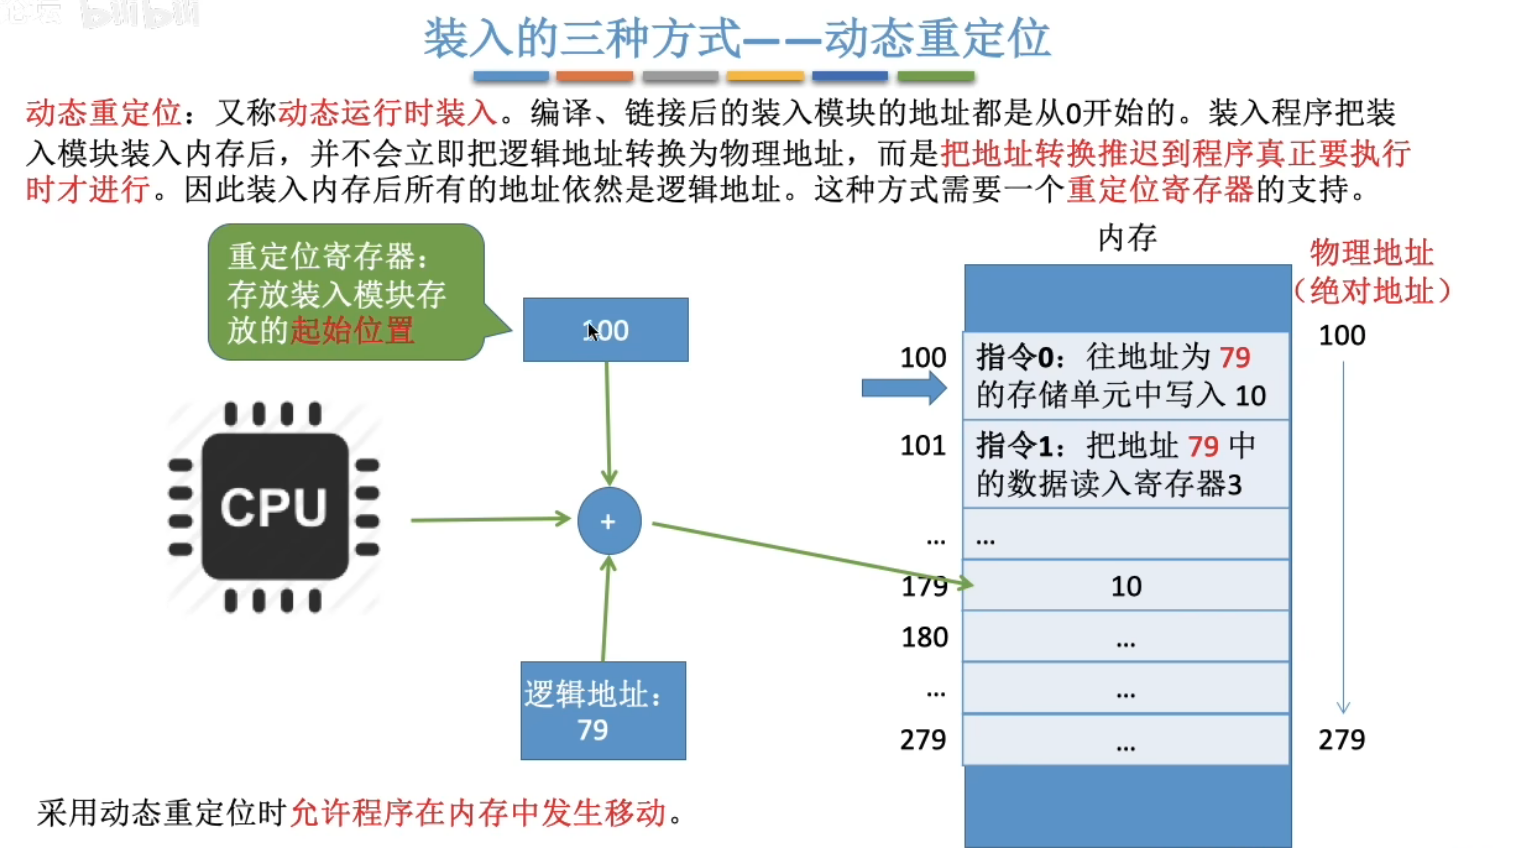 bilibili
装入的三种方式——动态重定位
动态重定位：又称动态运行时装入。编译、链接后的装入模块的地址都是从0开始的。装入程序把装
入模块装入内存后，并不会立即把逻辑地址转换为物理地址，而是把地址转换推迟到程序真正要执行
时才进行。因此装入内存后所有的地址依然是逻辑地址。这种方式需要一个重定位寄存器的支持。
重定位寄存器：
存放装入模块存
放的起始位置
100
CPU
+
逻辑地址：
79
内存
物理地址
（绝对地址）
100
指令0：往地址为 79
的存储单元中写入 10
100
101
指令1：把地址 79 中
的数据读入寄存器3
...
...
179
10
180
...
...
...
279
...
279
采用动态重定位时允许程序在内存中发生移动。